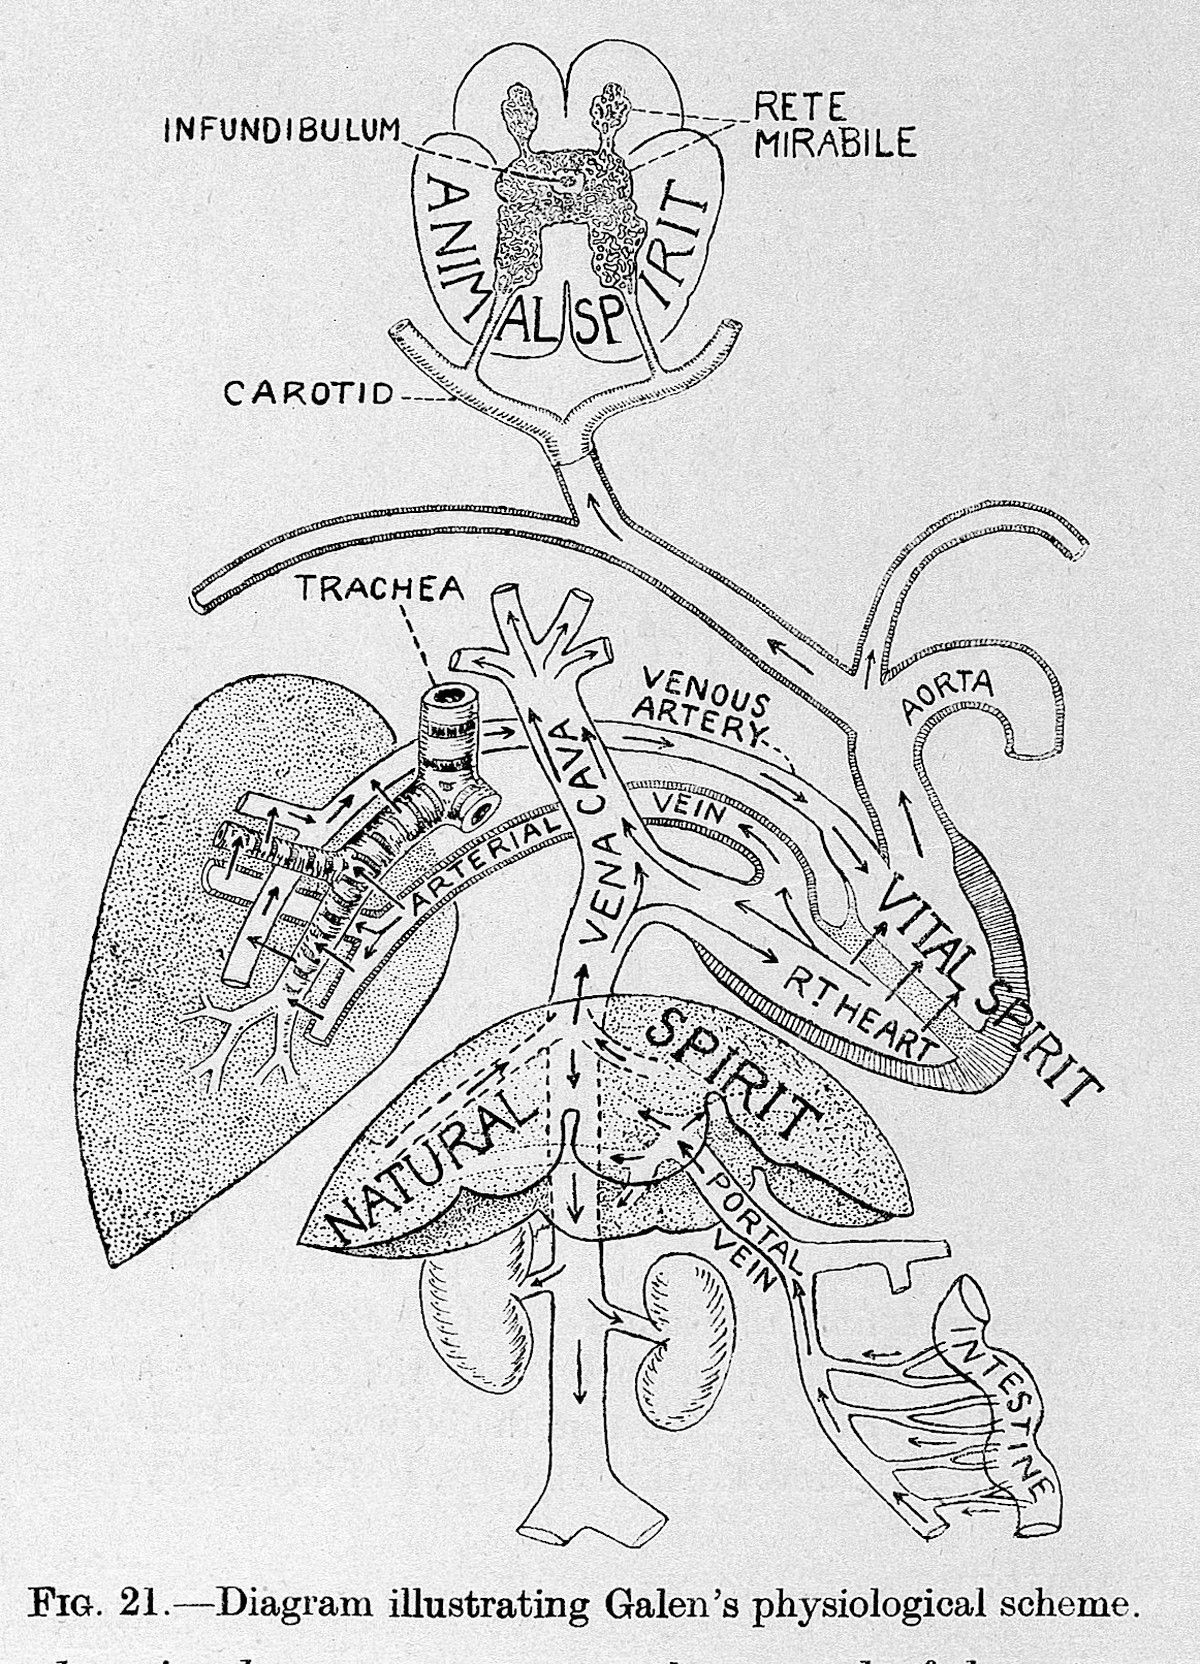 INFUNDIBULUM
RETE
MIRABILE
ANIMAL SPIRIT
CAROTID
TRACHEA
VENOUS
ARTERY
AORTA
VENA CAVA
ARTERIAL
VEIN
VITAL SPIRIT
RT HEART
NATURAL
SPIRIT
PORTAL
VEIN
INTESTINE
FIG. 21.—Diagram illustrating Galen's physiological scheme.